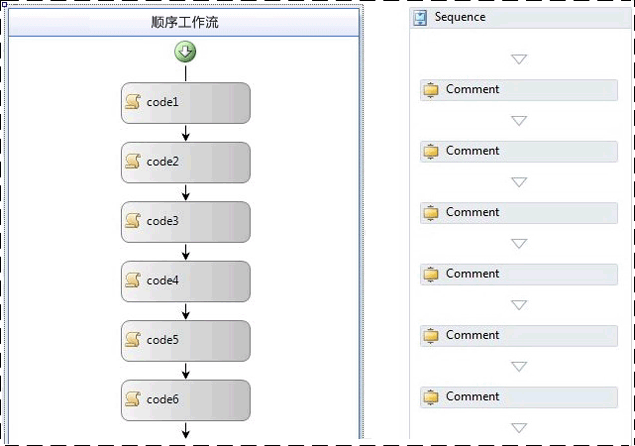 顺序工作流
code1
code2
code3
code4
code5
code6
Sequence
Comment
Comment
Comment
Comment
Comment
Comment